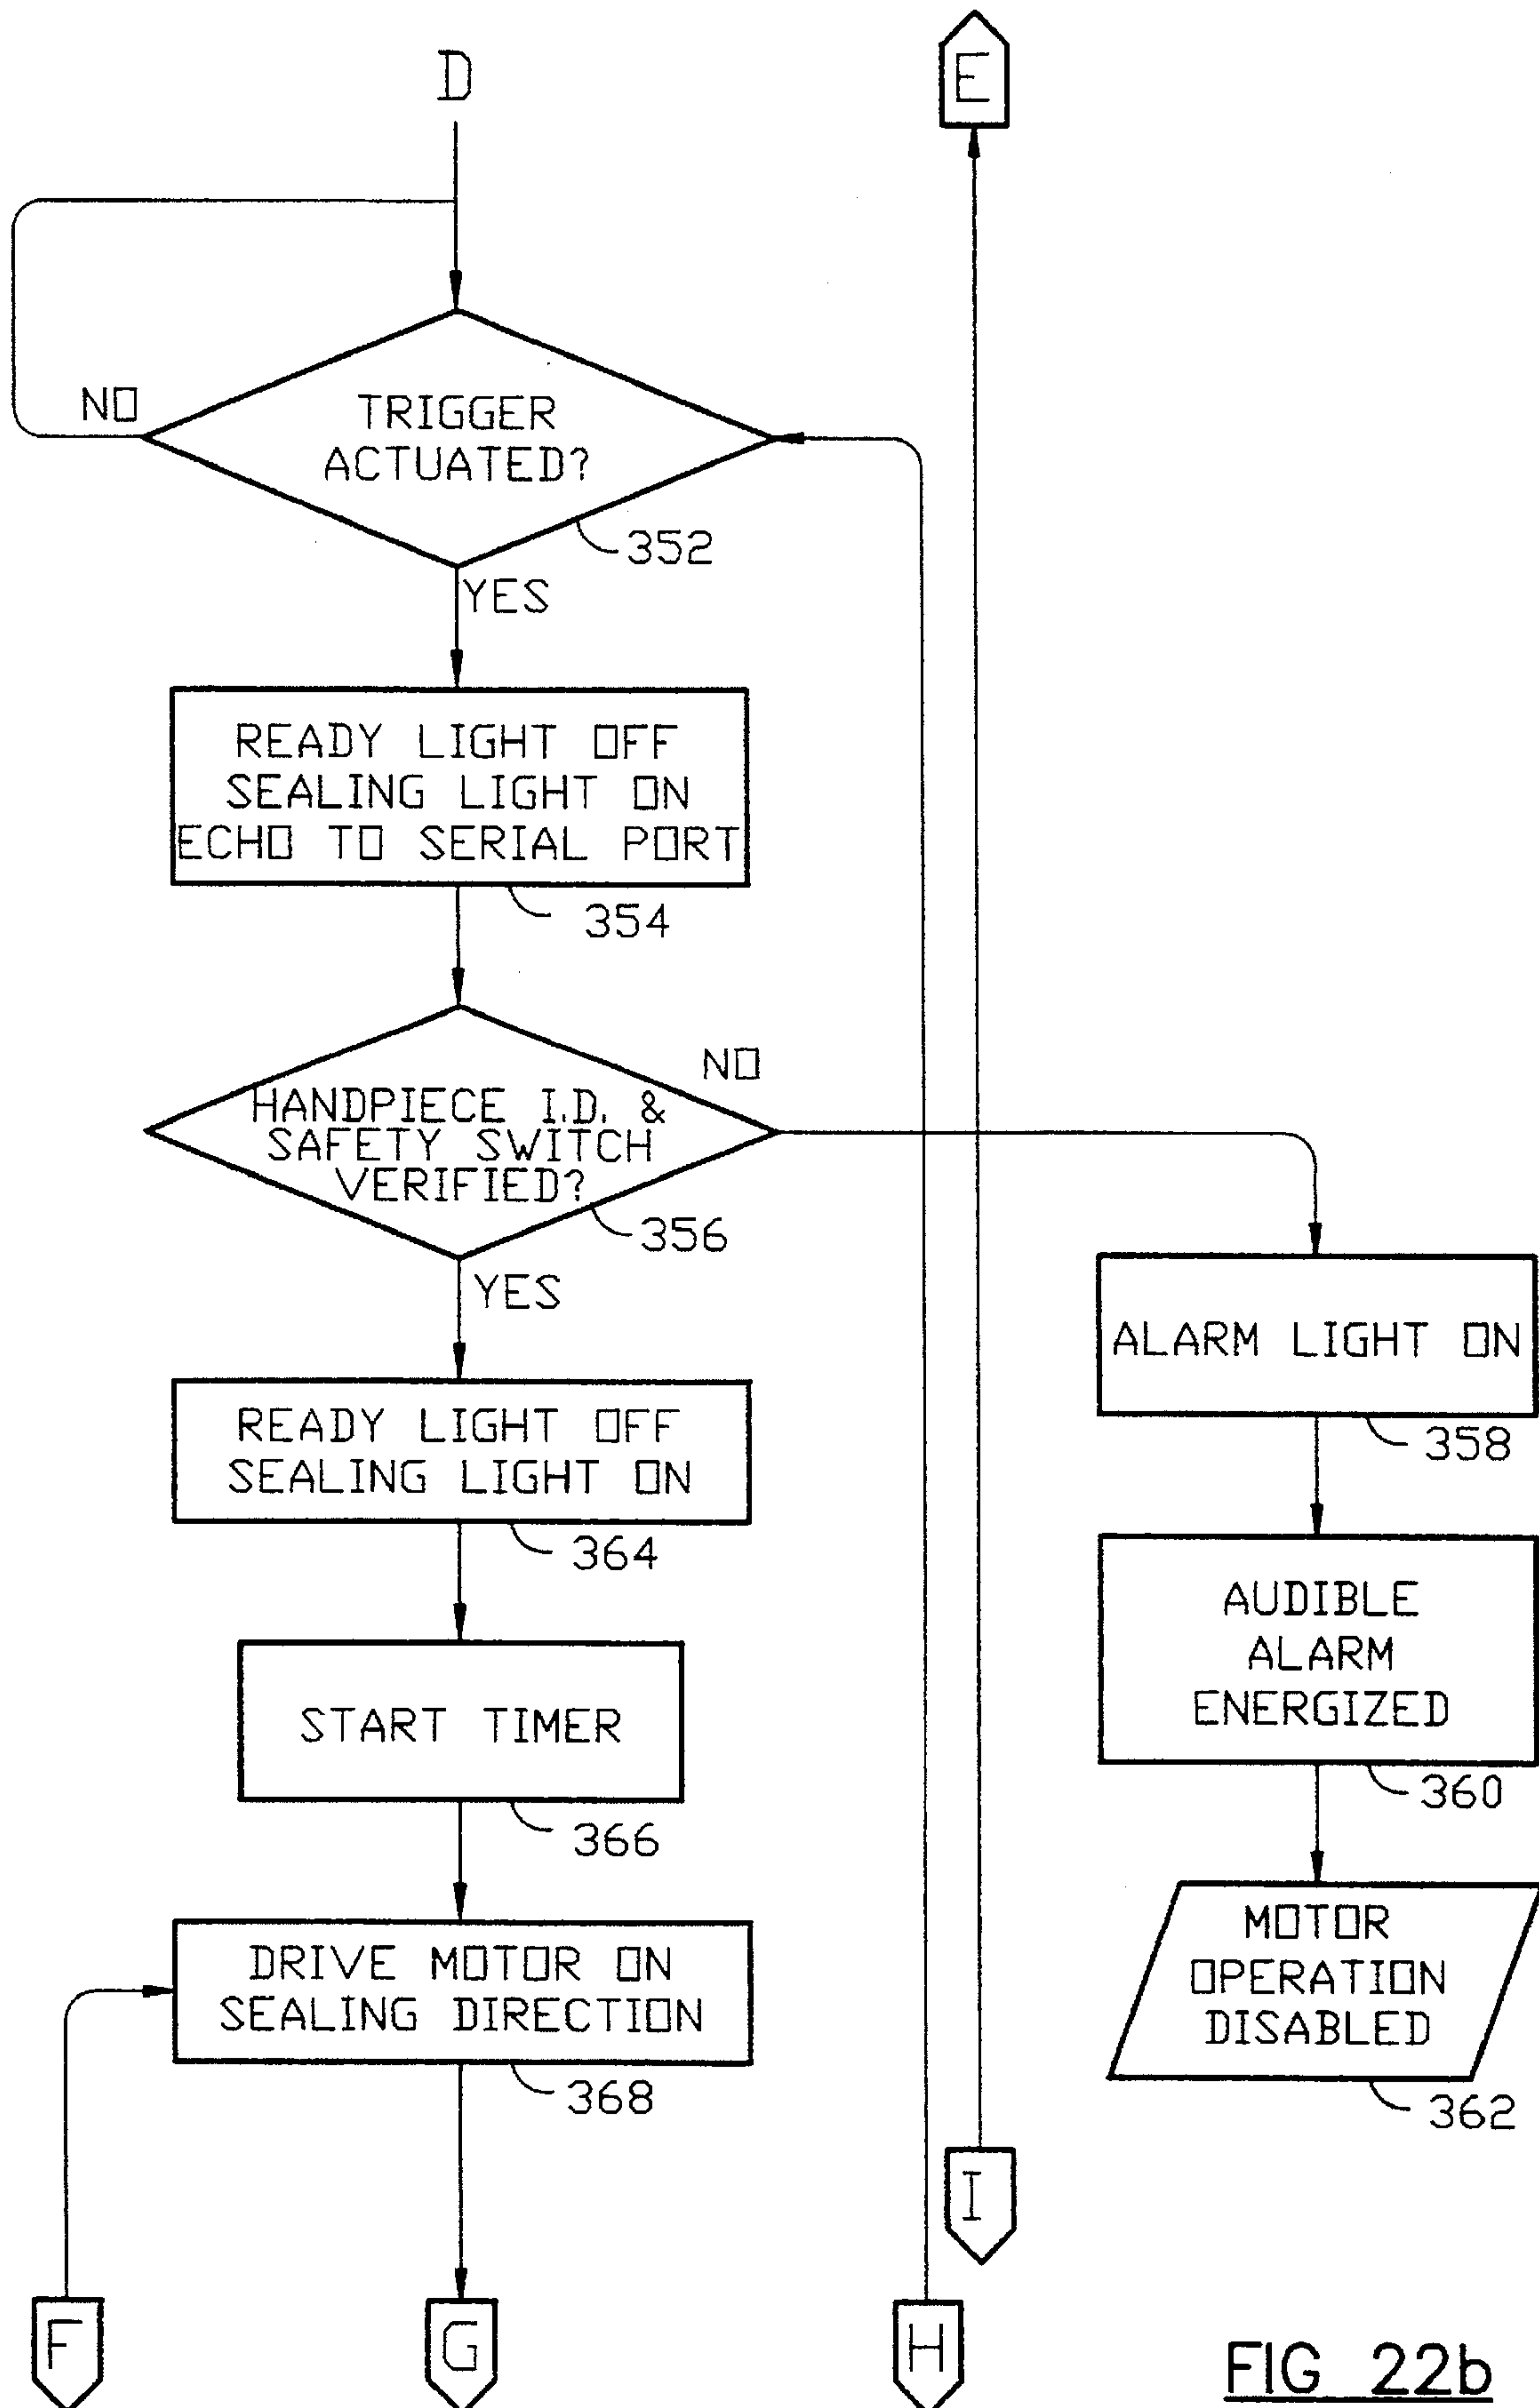 D
E
NO
TRIGGER
ACTUATED?
352
YES
READY LIGHT OFF
SEALING LIGHT ON
ECHO TO SERIAL PORT
354
NO
HANDPIECE I.D. &
SAFETY SWITCH
VERIFIED?
356
YES
ALARM LIGHT ON
358
READY LIGHT OFF
SEALING LIGHT ON
364
AUDIBLE
ALARM
ENERGIZED
360
START TIMER
366
MOTOR
OPERATION
DISABLED
362
DRIVE MOTOR ON
SEALING DIRECTION
368
I
F
G
H
FIG 22b